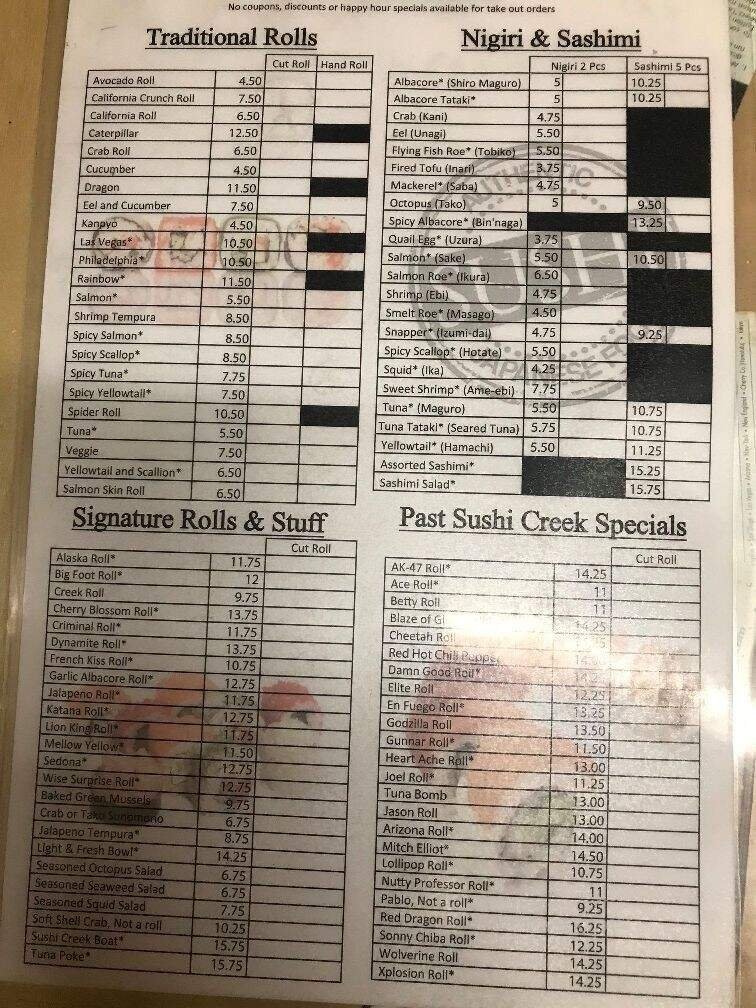 No coupons, discounts or happy hour specials available for take out orders
Traditional Rolls
Cut Roll Hand Roll
Avocado Roll 4.50
California Crunch Roll 7.50
California Roll 6.50
Caterpillar 12.50
Crab Roll 6.50
Cucumber 4.50
Dragon 11.50
Eel and Cucumber 7.50
Kanpyo 4.50
Las Vegas* 10.50
Philadelphia* 10.50
Rainbow* 11.50
Salmon* 5.50
Shrimp Tempura 8.50
Spicy Salmon* 8.50
Spicy Scallop* 8.50
Spicy Tuna* 7.75
Spicy Yellowtail* 7.50
Spider Roll 10.50
Tuna* 5.50
Veggie 7.50
Yellowtail and Scallion* 6.50
Salmon Skin Roll 6.50
Nigiri & Sashimi
Nigiri 2 Pcs Sashimi 5 Pcs
Albacore* (Shiro Maguro) 5 10.25
Albacore Tataki* 5 10.25
Crab (Kani) 4.75
Eel (Unagi) 5.50
Flying Fish Roe* (Tobiko) 5.50
Fired Tofu (Inari) 3.75
Mackerel* (Saba) 4.75
Octopus (Tako) 5 9.50
Spicy Albacore* (Bin'naga) 13.25
Quail Egg* (Uzura) 3.75
Salmon* (Sake) 5.50 10.50
Salmon Roe* (Ikura) 6.50
Shrimp (Ebi) 4.75
Smelt Roe* (Masago) 4.50
Snapper* (Izumi-dai) 4.75 9.25
Spicy Scallop* (Hotate) 5.50
Squid* (Ika) 4.25
Sweet Shrimp* (Ame-ebi) 7.75
Tuna* (Maguro) 5.50 10.75
Tuna Tataki* (Seared Tuna) 5.75 10.75
Yellowtail* (Hamachi) 5.50 11.25
Assorted Sashimi* 15.25
Sashimi Salad* 15.75
AUTHENTIC
SUSHI
JAPANESE FOOD
Signature Rolls & Stuff
Cut Roll
Alaska Roll* 11.75
Big Foot Roll* 12
Creek Roll 9.75
Cherry Blossom Roll* 13.75
Criminal Roll* 11.75
Dynamite Roll* 13.75
French Kiss Roll* 10.75
Garlic Albacore Roll* 12.75
Jalapeno Roll* 11.75
Katana Roll* 12.75
Lion King Roll* 11.75
Mellow Yellow* 11.50
Sedona* 12.75
Wise Surprise Roll* 12.75
Baked Green Mussels 9.75
Crab or Tako Sunomono 6.75
Jalapeno Tempura* 8.75
Light & Fresh Bowl* 14.25
Seasoned Octopus Salad 6.75
Seasoned Seaweed Salad 6.75
Seasoned Squid Salad 7.75
Soft Shell Crab, Not a roll 10.25
Sushi Creek Boat* 15.75
Tuna Poke* 15.75
Past Sushi Creek Specials
Cut Roll
AK-47 Roll* 14.25
Ace Roll* 11
Betty Roll 11
Blaze of 14.25
Cheetah Roll
Red Hot Chili Pepper
Damn Good Roll*
Elite Roll 12.25
En Fuego Roll* 13.25
Godzilla Roll 13.50
Gunnar Roll* 11.50
Heart Ache Roll* 13.00
Joel Roll* 11.25
Tuna Bomb 13.00
Jason Roll 13.00
Arizona Roll* 14.00
Mitch Elliot* 14.50
Lollipop Roll* 10.75
Nutty Professor Roll* 11
Pablo, Not a roll* 9.25
Red Dragon Roll* 16.25
Sonny Chiba Roll* 12.25
Wolverine Roll 14.25
Xplosion Roll* 14.25